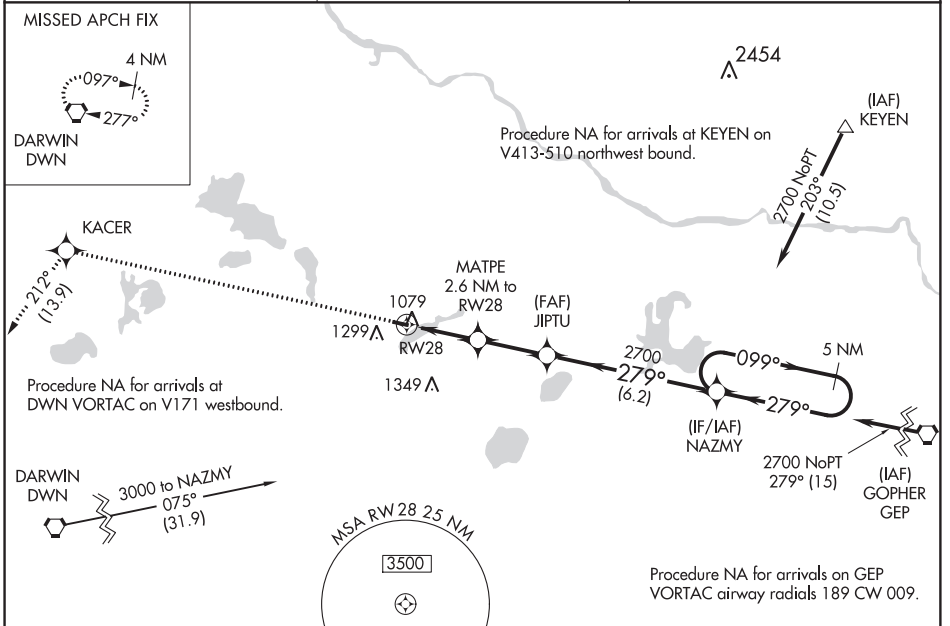 MISSED APCH FIX
4 NM
097°
277°
DARWIN
DWN
2454
(IAF)
KEYEN
Procedure NA for arrivals at KEYEN on
V413-510 northwest bound.
2700 NoPT
203°
(10.5)
KACER
212°
(13.9)
MATPE
2.6 NM to
RW28
(FAF)
JIPTU
1079
1299
RW28
1349
2700
279°
(6.2)
099°
5 NM
279°
(IF/IAF)
NAZMY
Procedure NA for arrivals at
DWN VORTAC on V171 westbound.
2700 NoPT
279° (15)
(IAF)
GOPHER
GEP
DARWIN
DWN
3000 to NAZMY
075°
(31.9)
MSA RW28 25 NM
3500
Procedure NA for arrivals on GEP
VORTAC airway radials 189 CW 009.